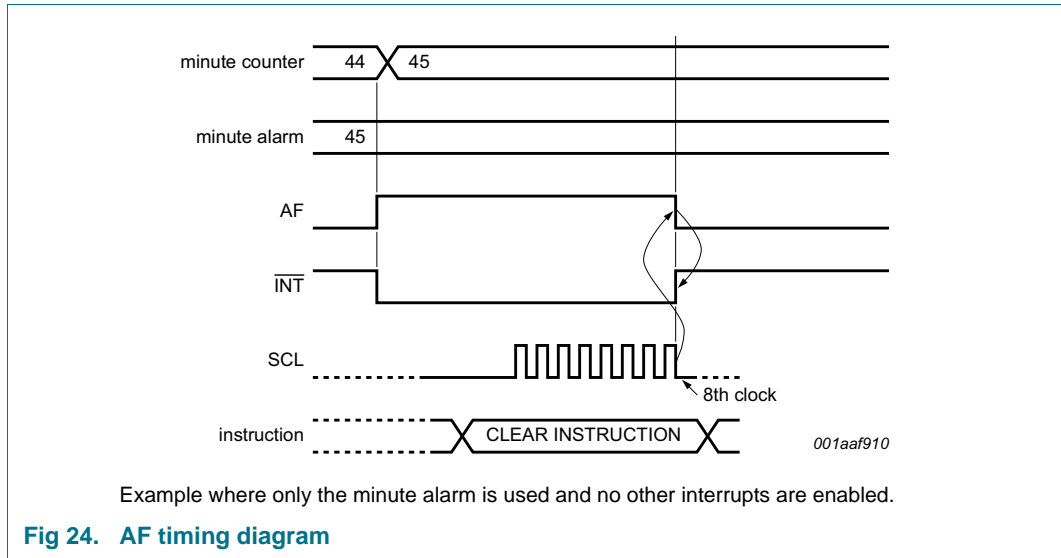 minute counter 44 45
minute alarm 45
AF
INT
SCL
8th clock
instruction CLEAR INSTRUCTION
001aaf910
Example where only the minute alarm is used and no other interrupts are enabled.
Fig 24. AF timing diagram